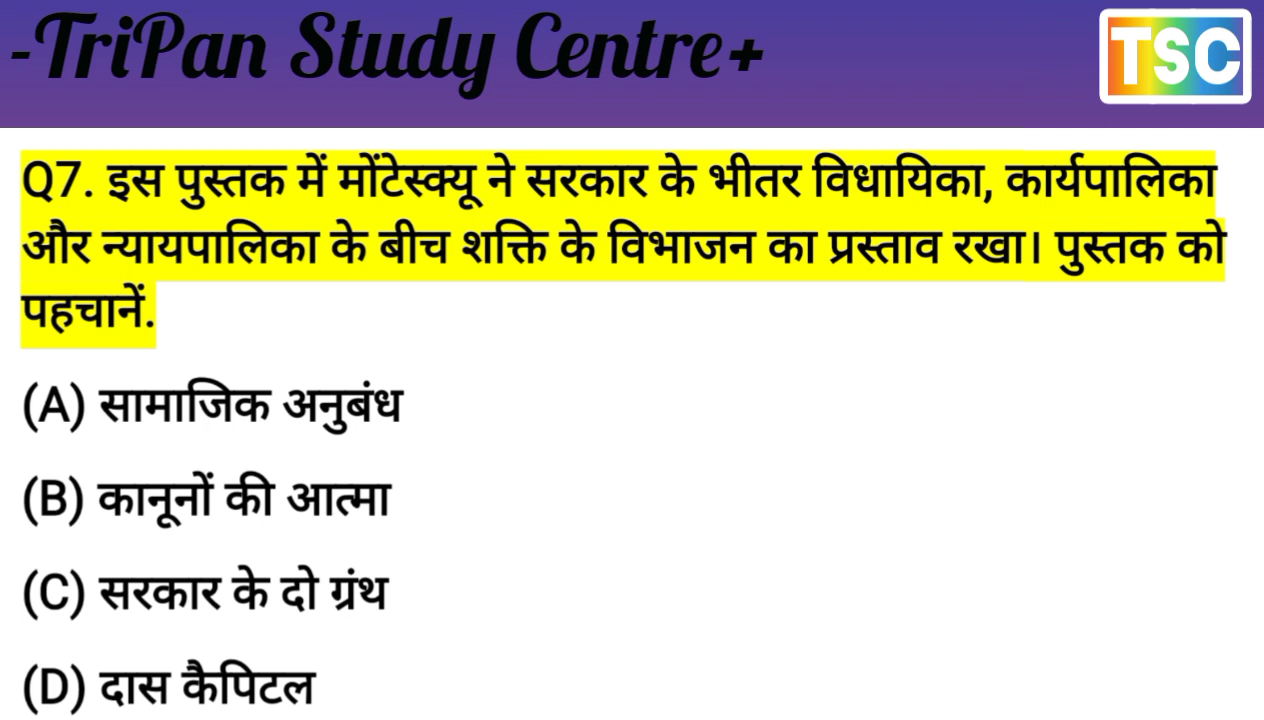 -TriPan Study Centre+
TSC
Q7. इस पुस्तक में मोंटेस्क्यू ने सरकार के भीतर विधायिका, कार्यपालिका
और न्यायपालिका के बीच शक्ति के विभाजन का प्रस्ताव रखा। पुस्तक को
पहचानें.
(A) सामाजिक अनुबंध
(B) कानूनों की आत्मा
(C) सरकार के दो ग्रंथ
(D) दास कैपिटल